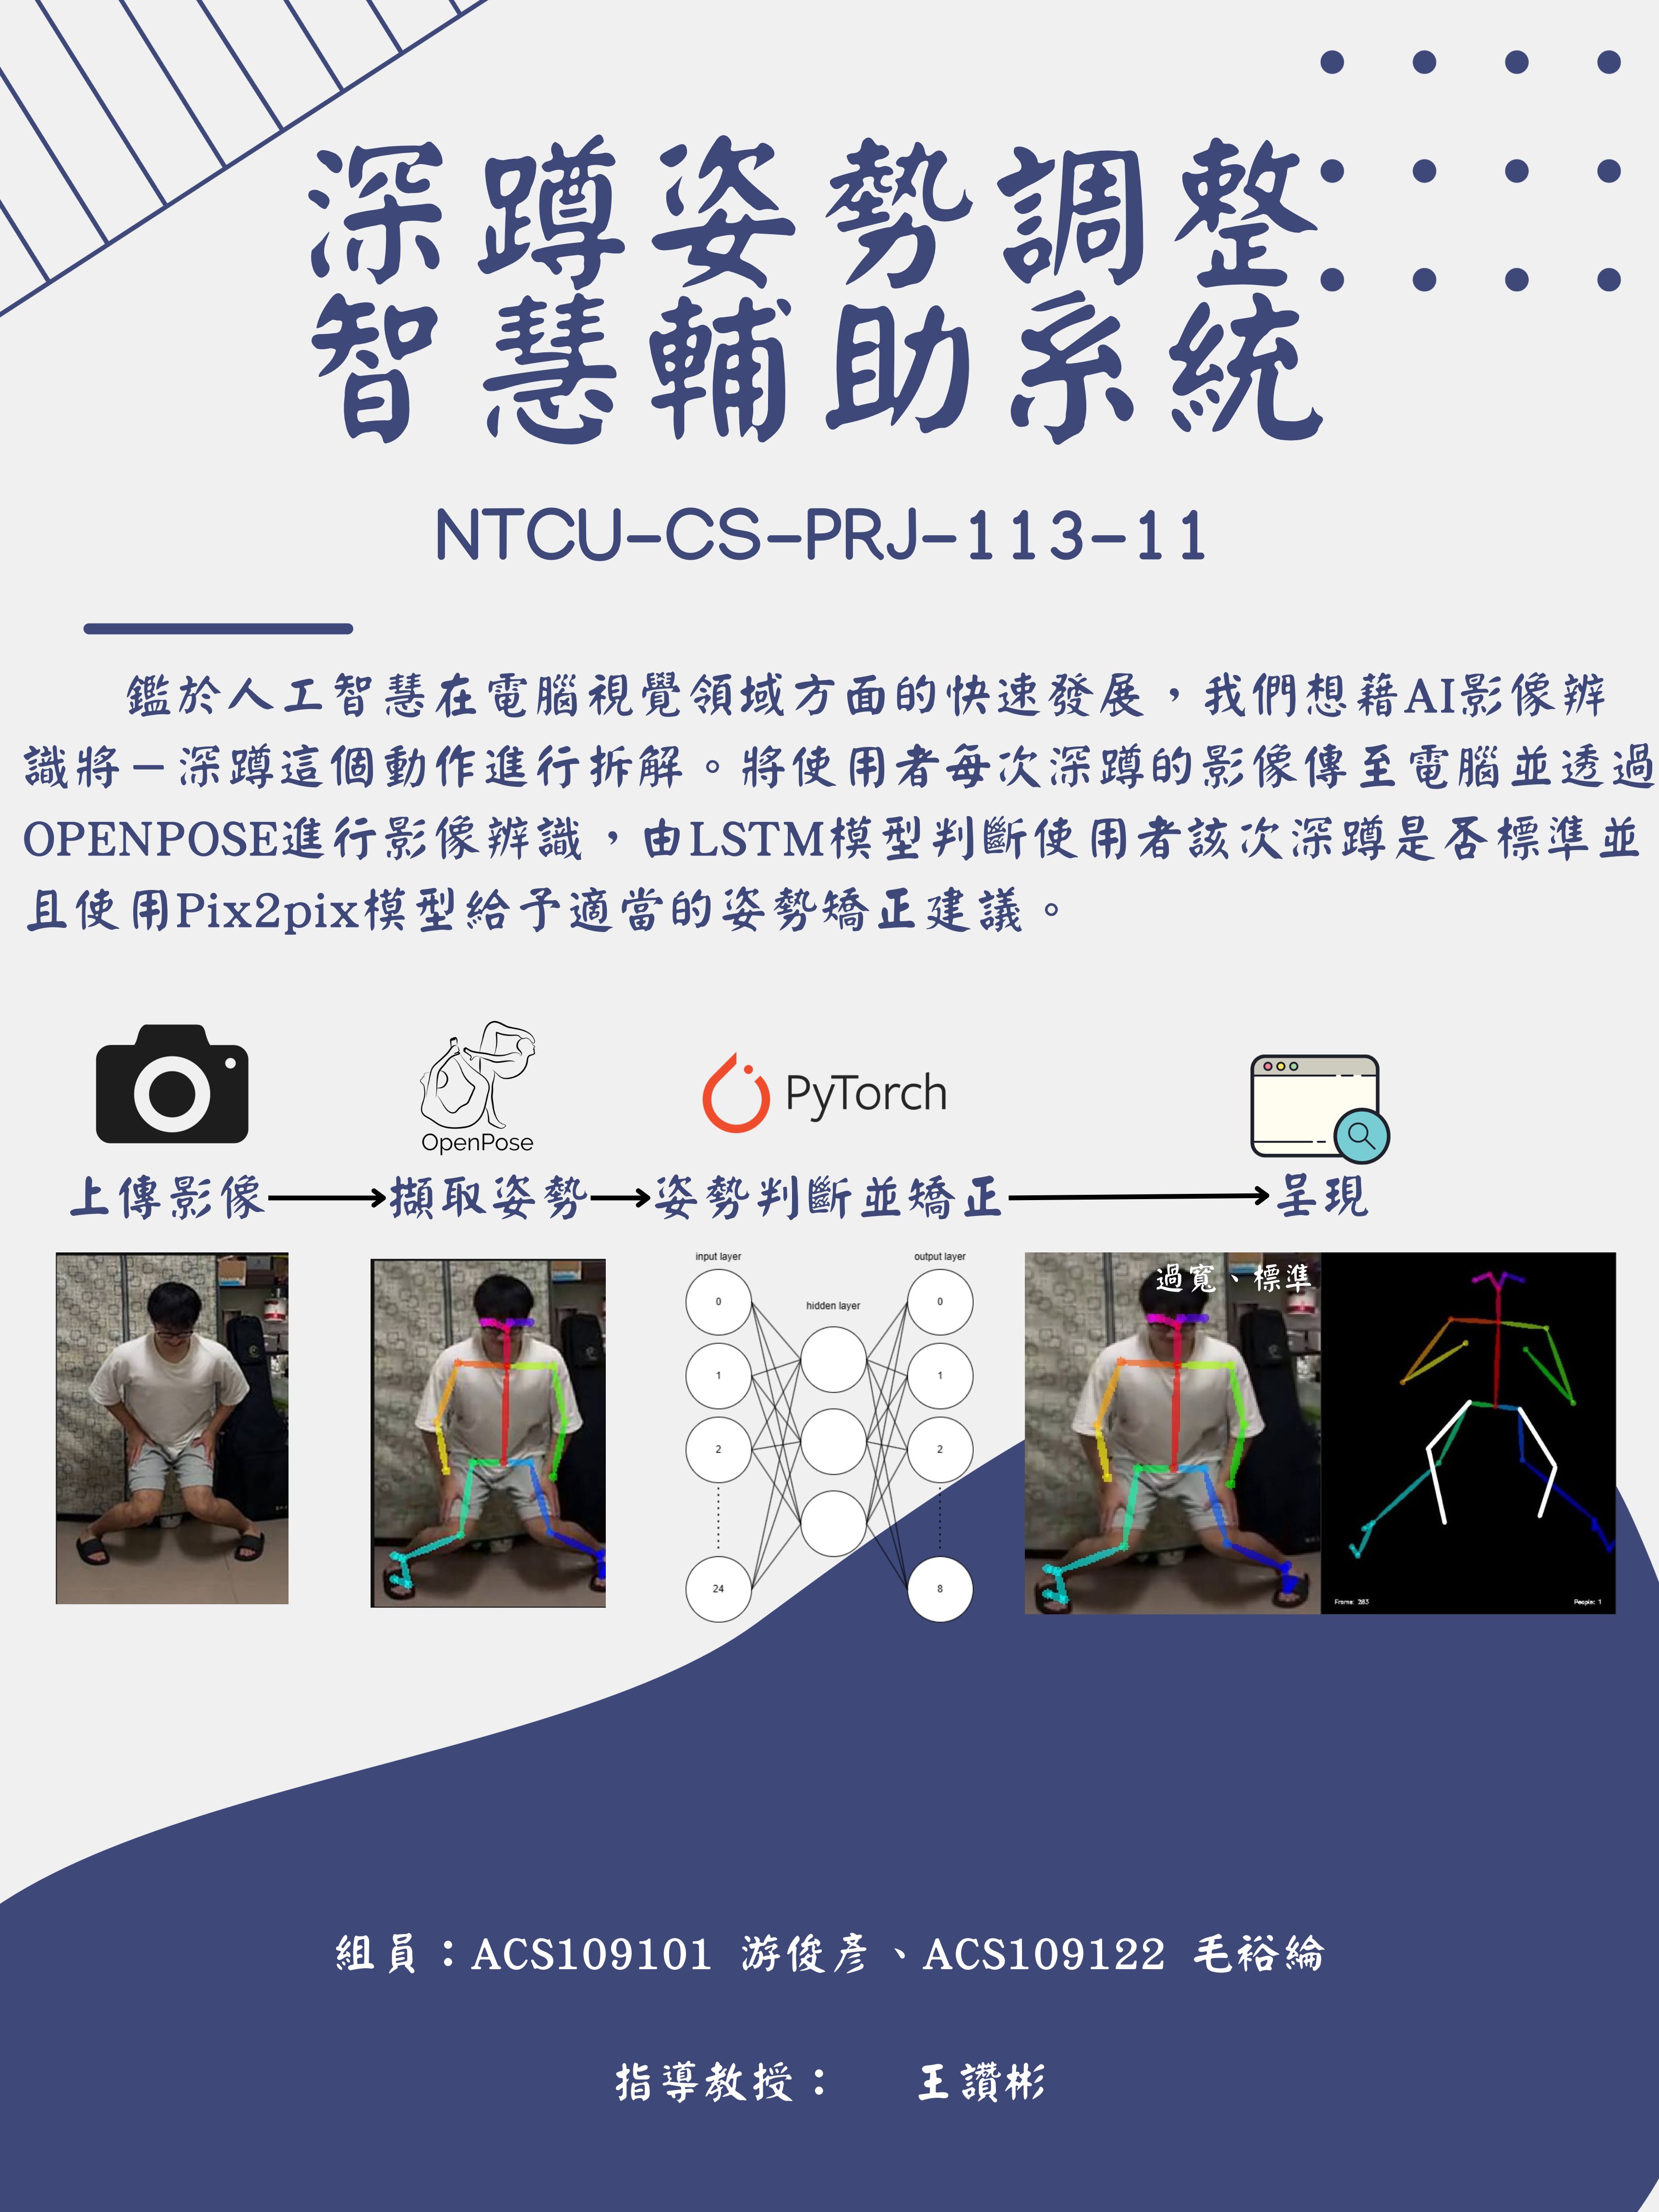 深蹲姿勢調整
智慧輔助系統
NTCU-CS-PRJ-113-11
鑑於人工智慧在電腦視覺領域方面的快速發展，我們想藉AI影像辨
識將－深蹲這個動作進行拆解。將使用者每次深蹲的影像傳至電腦並透過
OPENPOSE進行影像辨識，由LSTM模型判斷使用者該次深蹲是否標準並
且使用Pix2pix模型給予適當的姿勢矯正建議。
OpenPose
PyTorch
上傳影像
擷取姿勢
姿勢判斷並矯正
呈現
input layer
hidden layer
output layer
0
1
2
24
0
1
2
8
過寬、標準
Frame: 283
People: 1
組員：ACS109101 游俊彥、ACS109122 毛裕綸
指導教授： 王讚彬